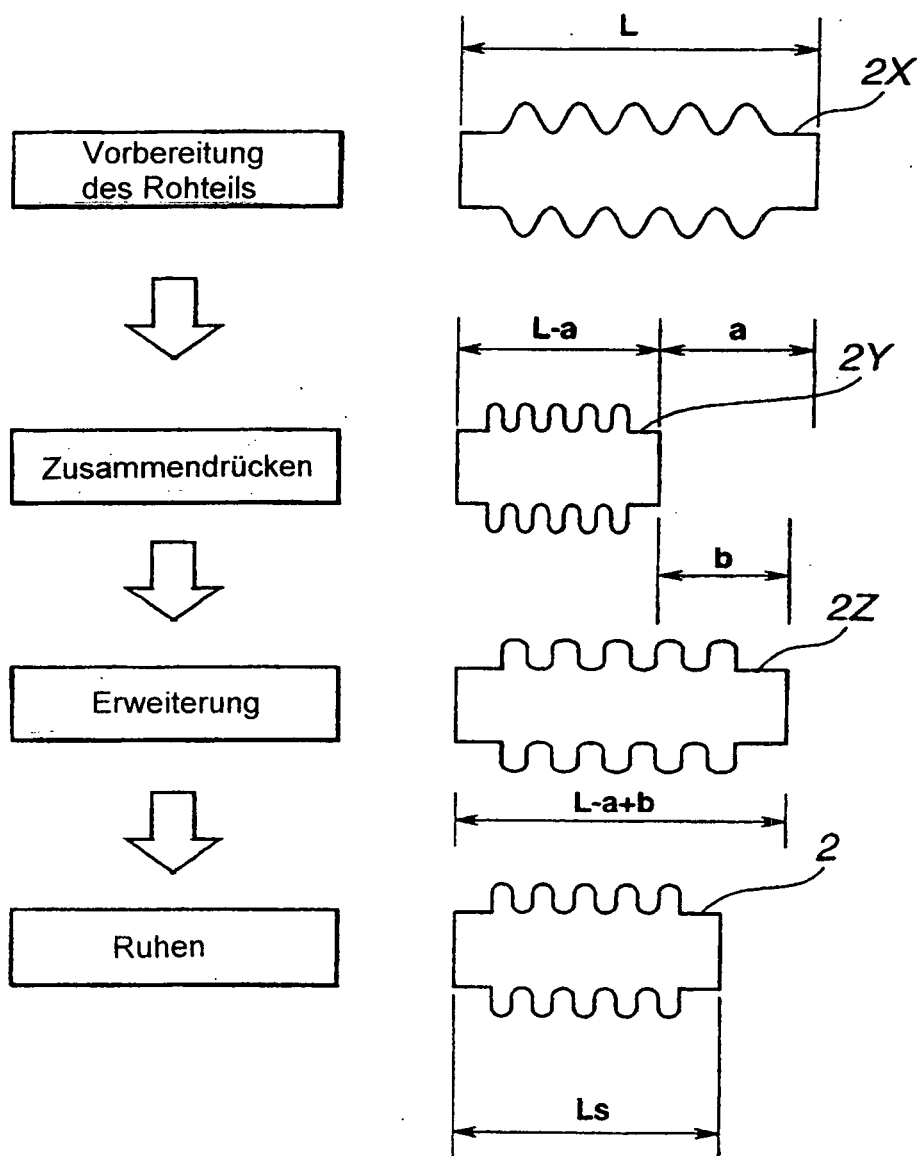 L
2X
Vorbereitung
des Rohteils
L-a
a
2Y
Zusammendrücken
b
2Z
Erweiterung
L-a+b
2
Ruhen
Ls